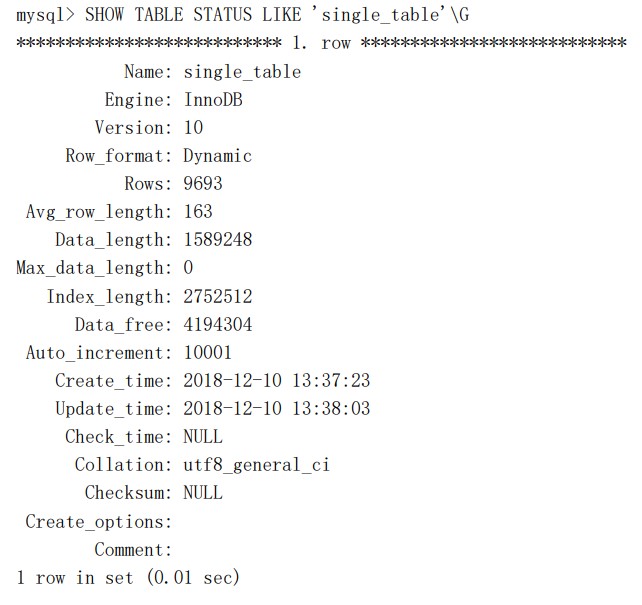 mysql> SHOW TABLE STATUS LIKE 'single_table'\G
*************************** 1. row ***************************
Name: single_table
Engine: InnoDB
Version: 10
Row_format: Dynamic
Rows: 9693
Avg_row_length: 163
Data_length: 1589248
Max_data_length: 0
Index_length: 2752512
Data_free: 4194304
Auto_increment: 10001
Create_time: 2018-12-10 13:37:23
Update_time: 2018-12-10 13:38:03
Check_time: NULL
Collation: utf8_general_ci
Checksum: NULL
Create_options:
Comment:
1 row in set (0.01 sec)